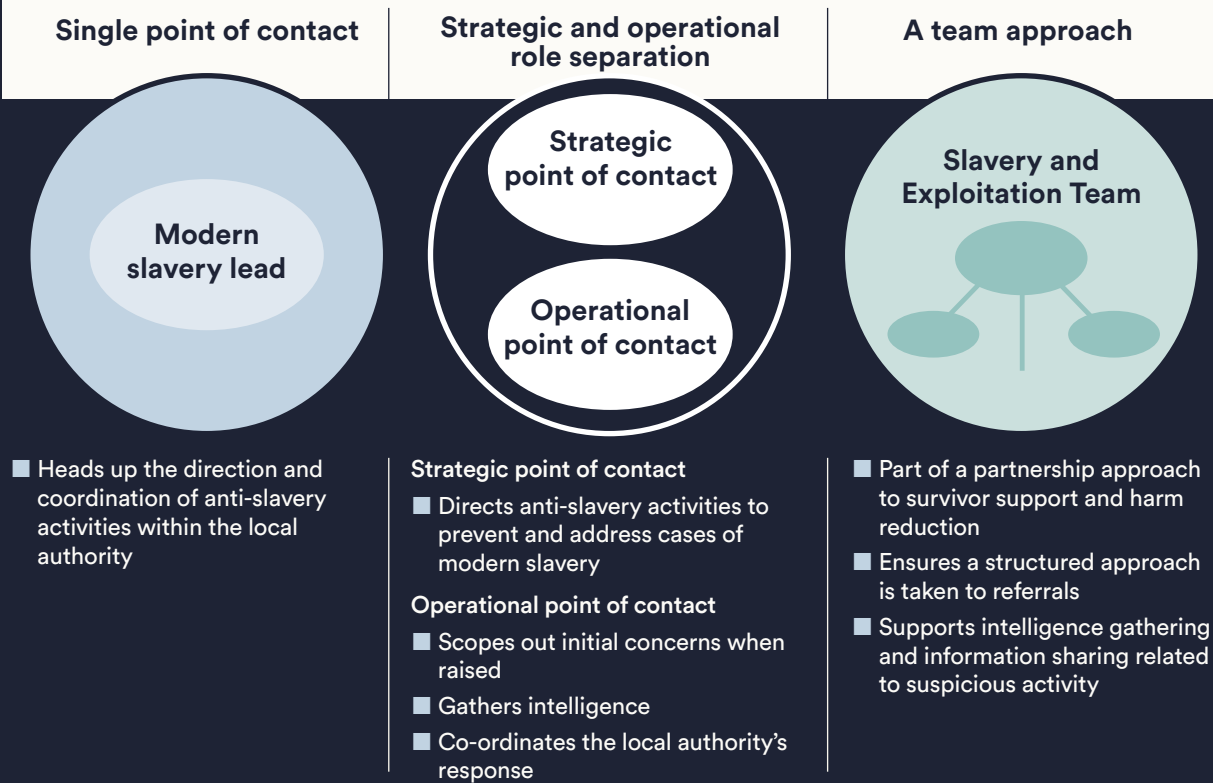 Single point of contact
Strategic and operational
role separation
A team approach
Modern
slavery lead
Strategic
point of contact
Operational
point of contact
Slavery and
Exploitation Team
Heads up the direction and
coordination of anti-slavery
activities within the local
authority
Strategic point of contact
Directs anti-slavery activities to
prevent and address cases of
modern slavery
Operational point of contact
Scopes out initial concerns when
raised
Gathers intelligence
Co-ordinates the local authority’s
response
Part of a partnership approach
to survivor support and harm
reduction
Ensures a structured approach
is taken to referrals
Supports intelligence gathering
and information sharing related
to suspicious activity